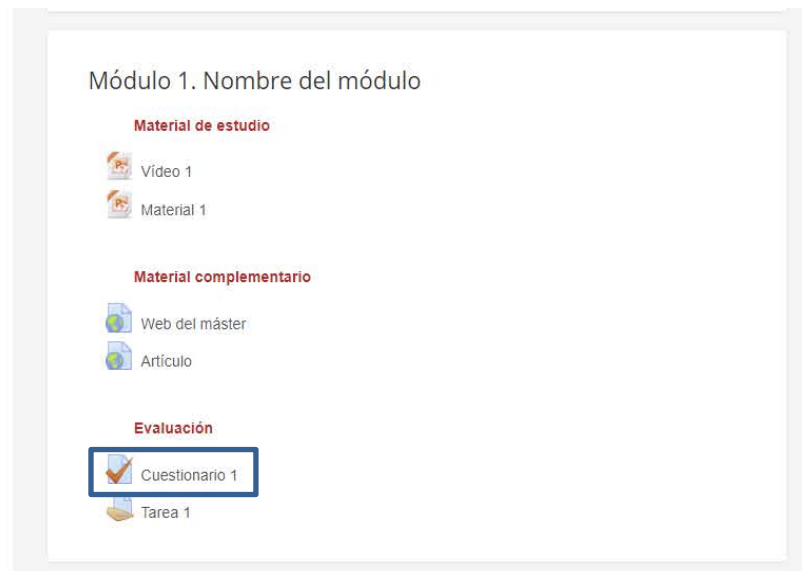 Módulo 1. Nombre del módulo
Material de estudio
Vídeo 1
Material 1
Material complementario
Web del máster
Artículo
Evaluación
Cuestionario 1
Tarea 1